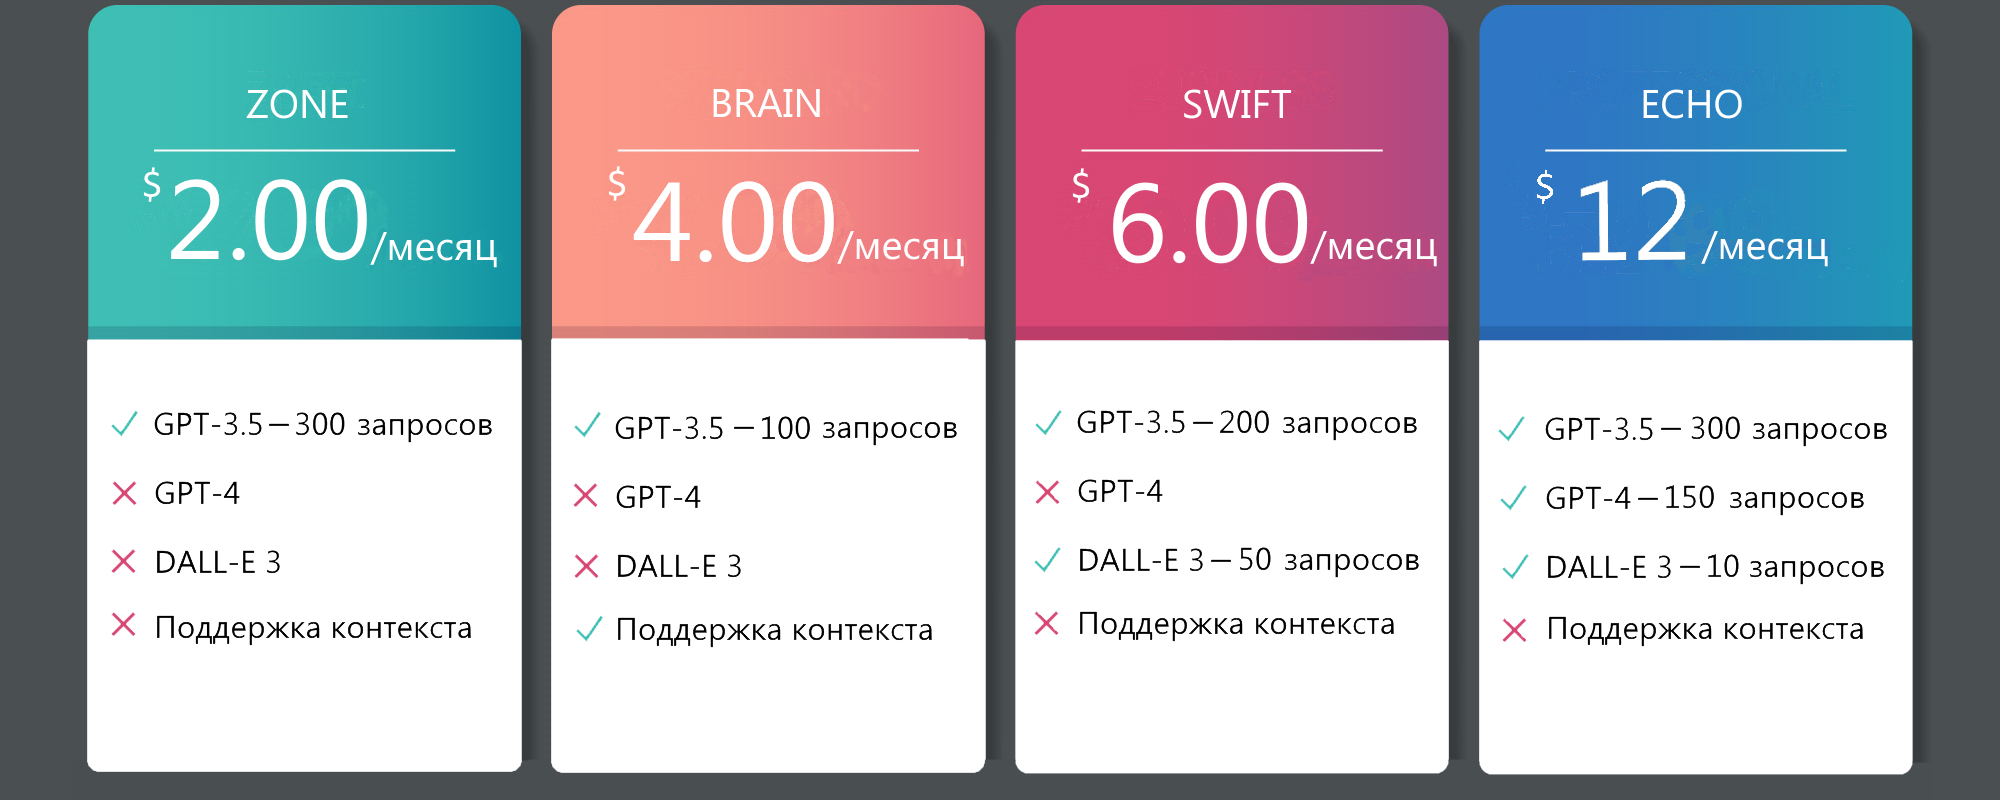 ZONE
$ 2.00/месяц
GPT-3.5 – 300 запросов
GPT-4
DALL-E 3
Поддержка контекста
BRAIN
$ 4.00/месяц
GPT-3.5 – 100 запросов
GPT-4
DALL-E 3
Поддержка контекста
SWIFT
$ 6.00/месяц
GPT-3.5 – 200 запросов
GPT-4
DALL-E 3 – 50 запросов
Поддержка контекста
ECHO
$ 12 /месяц
GPT-3.5 – 300 запросов
GPT-4 – 150 запросов
DALL-E 3 – 10 запросов
Поддержка контекста